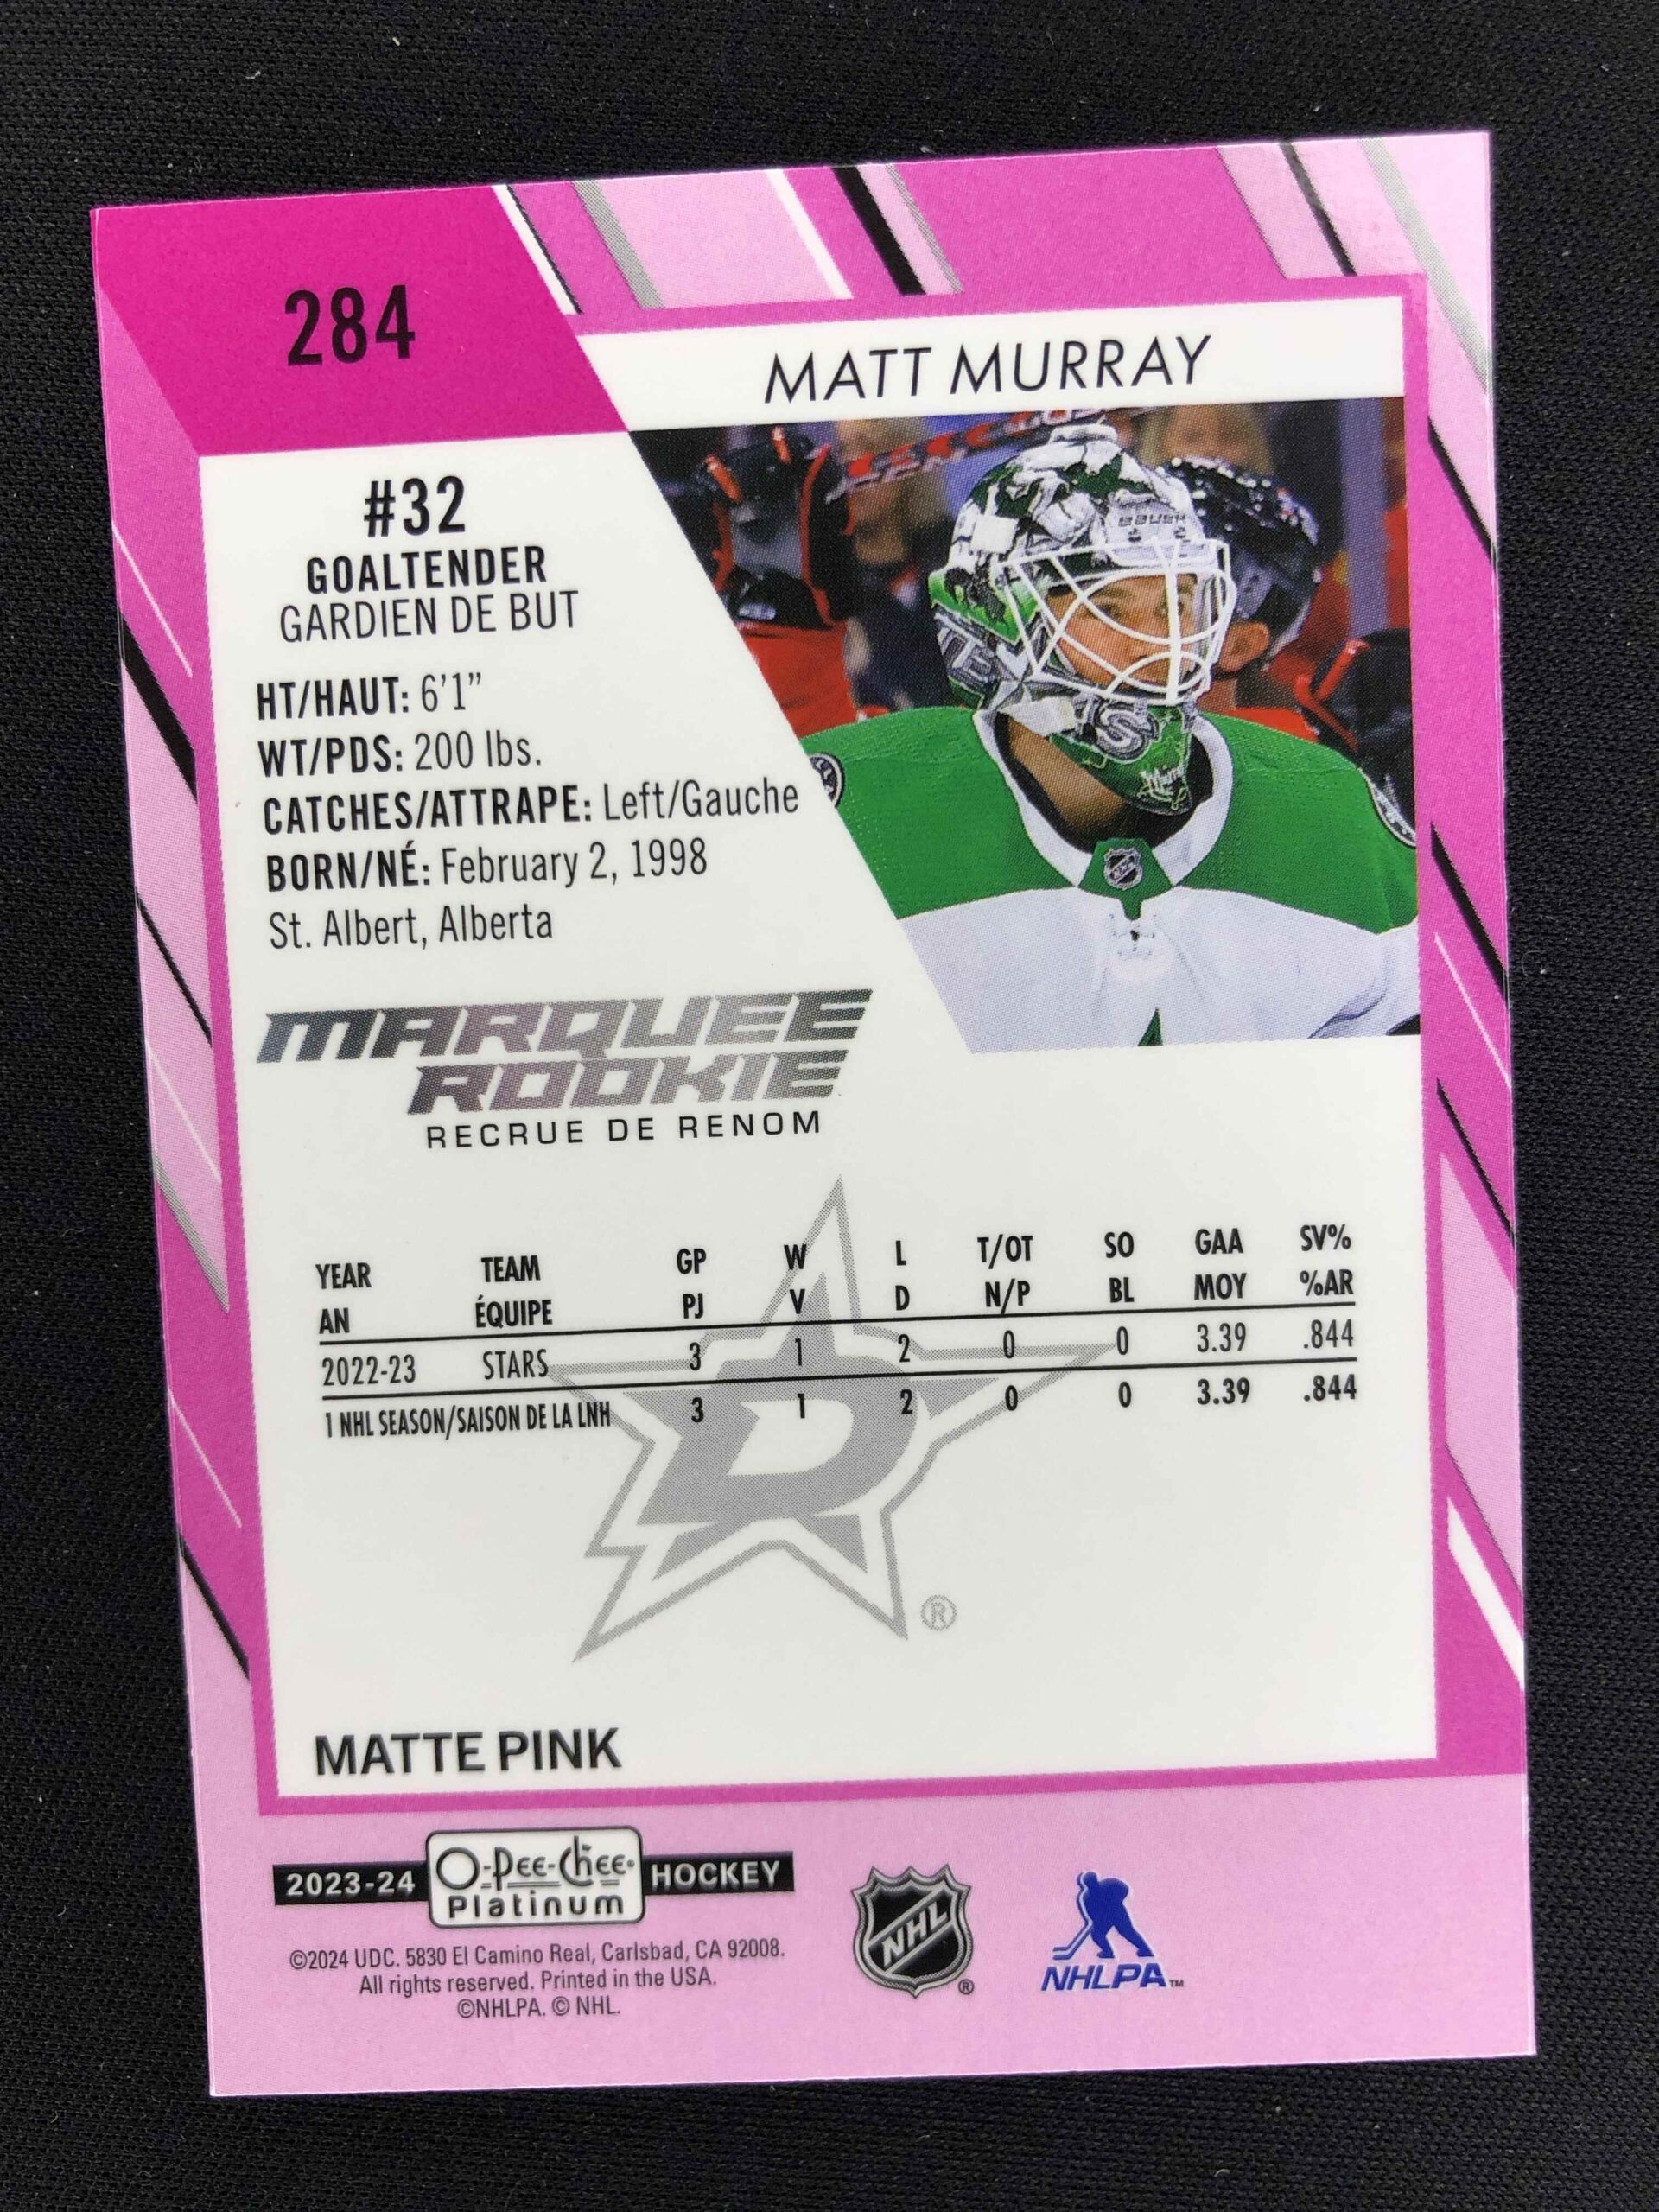 284
MATT MURRAY
#32
GOALTENDER
GARDIEN DE BUT
HT/HAUT: 6'1"
WT/PDS: 200 lbs.
CATCHES/ATTRAPE: Left/Gauche
BORN/NÉ: February 2, 1998
St. Albert, Alberta
BAUER
MARQUEE
ROOKIE
RECRUE DE RENOM
YEAR TEAM GP W L T/OT SO GAA SV%
AN ÉQUIPE PJ V D N/P BL MOY %AR
2022-23 STARS 3 1 2 0 0 3.39 .844
1 NHL SEASON/SAISON DE LA LNH 3 1 2 0 0 3.39 .844
D
®
MATTE PINK
2023-24 O-Pee-Chee Platinum HOCKEY
©2024 UDC. 5830 El Camino Real, Carlsbad, CA 92008.
All rights reserved. Printed in the USA.
©NHLPA. © NHL.
NHL ®
NHLPA™